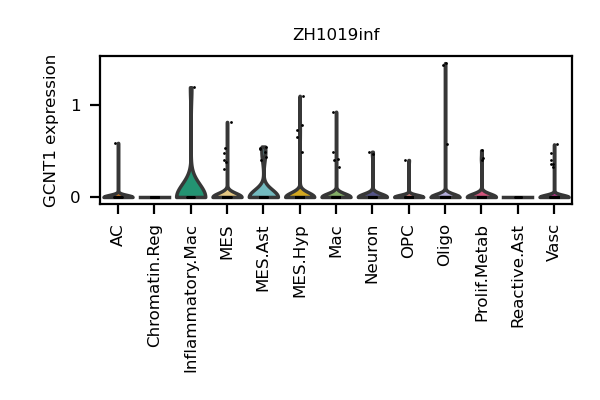 ZH1019inf
GCNT1 expression
1
0
AC
Chromatin.Reg
Inflammatory.Mac
MES
MES.Ast
MES.Hyp
Mac
Neuron
OPC
Oligo
Prolif.Metab
Reactive.Ast
Vasc